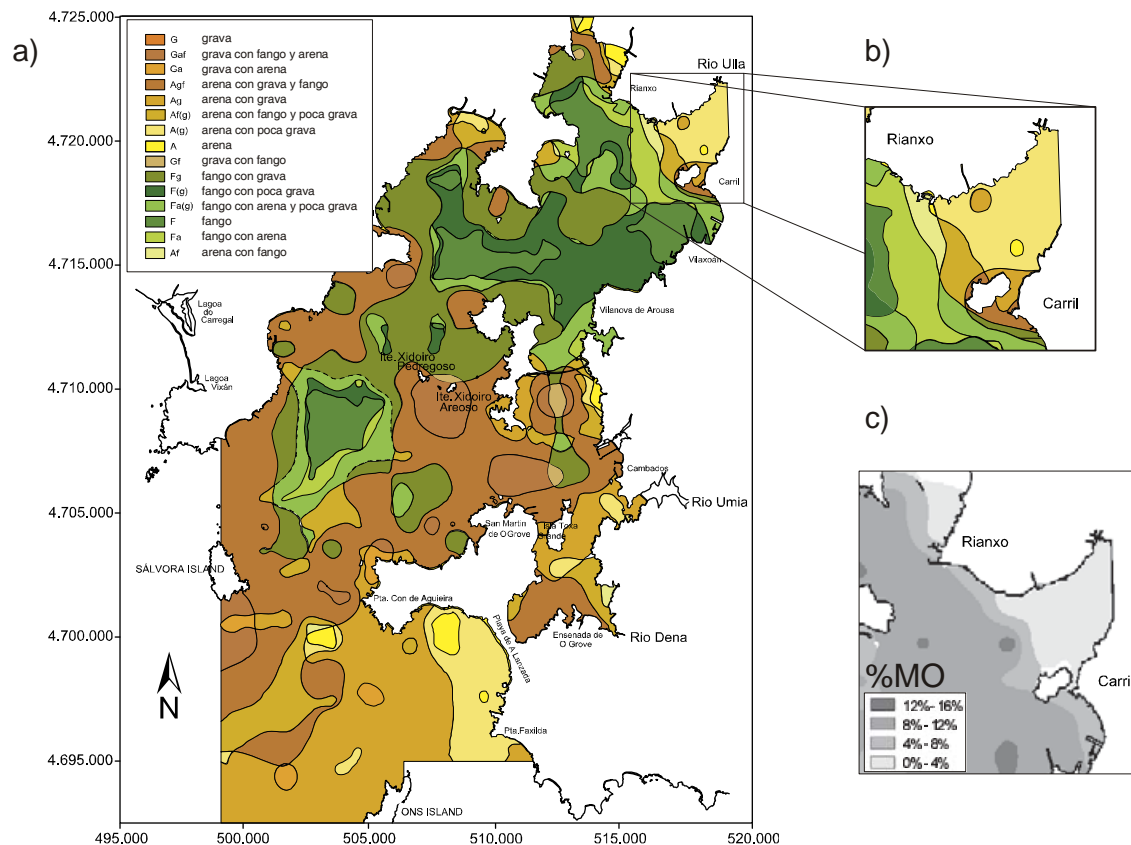 a)
4.725.000
4.720.000
4.715.000
4.710.000
4.705.000
4.700.000
4.695.000
495.000
500.000
505.000
510.000
515.000
520.000
G grava
Gaf grava con fango y arena
Ga grava con arena
Agf arena con grava y fango
Ag arena con grava
Af(g) arena con fango y poca grava
A(g) arena con poca grava
A arena
Gf grava con fango
Fg fango con grava
F(g) fango con poca grava
Fa(g) fango con arena y poca grava
F fango
Fa fango con arena
Af arena con fango
Rio Ulla
Rianxo
Carril
Vilaxoán
Lagoa
do
Carregal
Vilanova de Arousa
Ite. Xidoiro
Pedregoso
Lagoa
Vixán
Ite. Xidoiro
Areoso
Cambados
Rio Umia
San Martin
de O Grove
Isla Toxa
Grande
SÁLVORA ISLAND
Pta. Con de Aguieira
Playa de A Lanzada
Ensenada de
O Grove
Rio Dena
N
Pta.Faxilda
ONS ISLAND
b)
Rianxo
Carril
c)
Rianxo
Carri
%MO
12%- 16%
8% - 12%
4% - 8%
0% - 4%